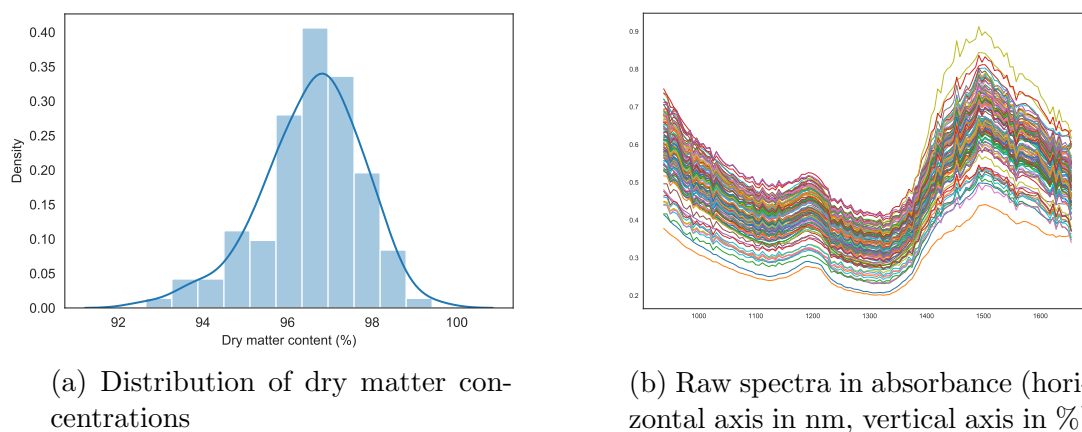 0.40
0.35
0.30
0.25
0.20
0.15
0.10
0.05
0.00
Density
92 94 96 98 100
Dry matter content (%)
(a) Distribution of dry matter con-
centrations
0.9
0.8
0.7
0.6
0.5
0.4
0.3
0.2
1000 1100 1200 1300 1400 1500 1600
(b) Raw spectra in absorbance (hori-
zontal axis in nm, vertical axis in %